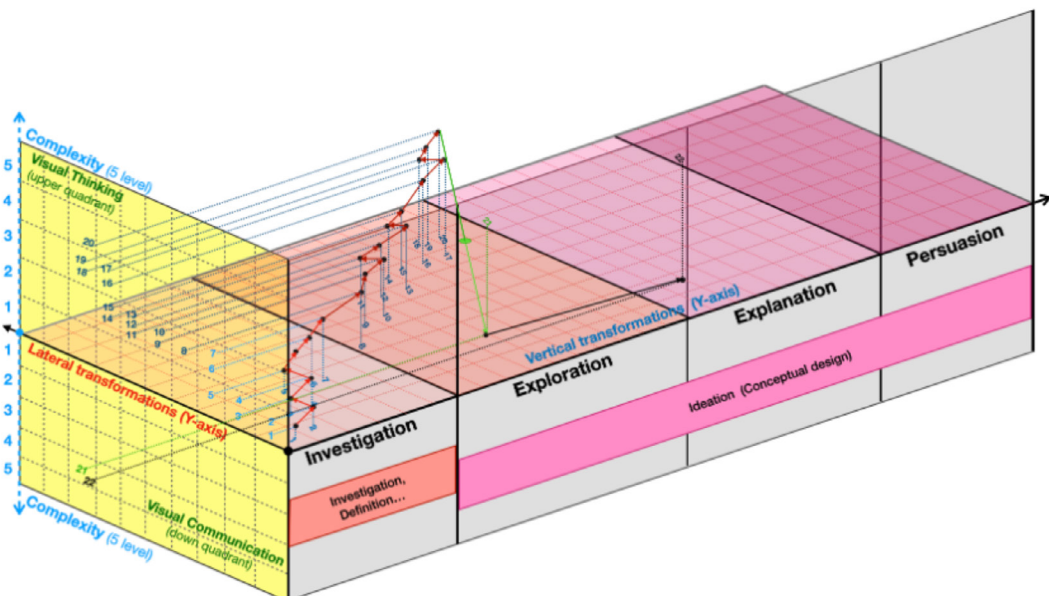 Complexity (5 level)
Visual Thinking
(upper quadrant)
5
4
3
2
1
1
2
3
4
5
20
19
18
17
16
15
14
13
12
11
10
9
8
7
6
5
4
3
2
1
21
22
Lateral transformations (Y-axis)
Visual Communication
(down quadrant)
Complexity (5 level)
Vertical transformations (Y-axis)
Investigation
Exploration
Explanation
Persuasion
Investigation,
Definition...
Ideation (Conceptual design)